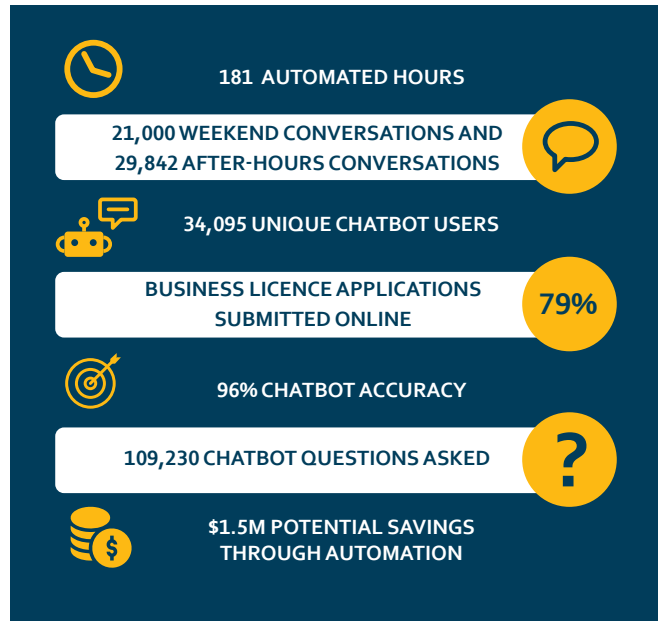 181 AUTOMATED HOURS
21,000 WEEKEND CONVERSATIONS AND
29,842 AFTER-HOURS CONVERSATIONS
34,095 UNIQUE CHATBOT USERS
BUSINESS LICENCE APPLICATIONS
SUBMITTED ONLINE
79%
96% CHATBOT ACCURACY
109,230 CHATBOT QUESTIONS ASKED
?
$1.5M POTENTIAL SAVINGS
THROUGH AUTOMATION
$